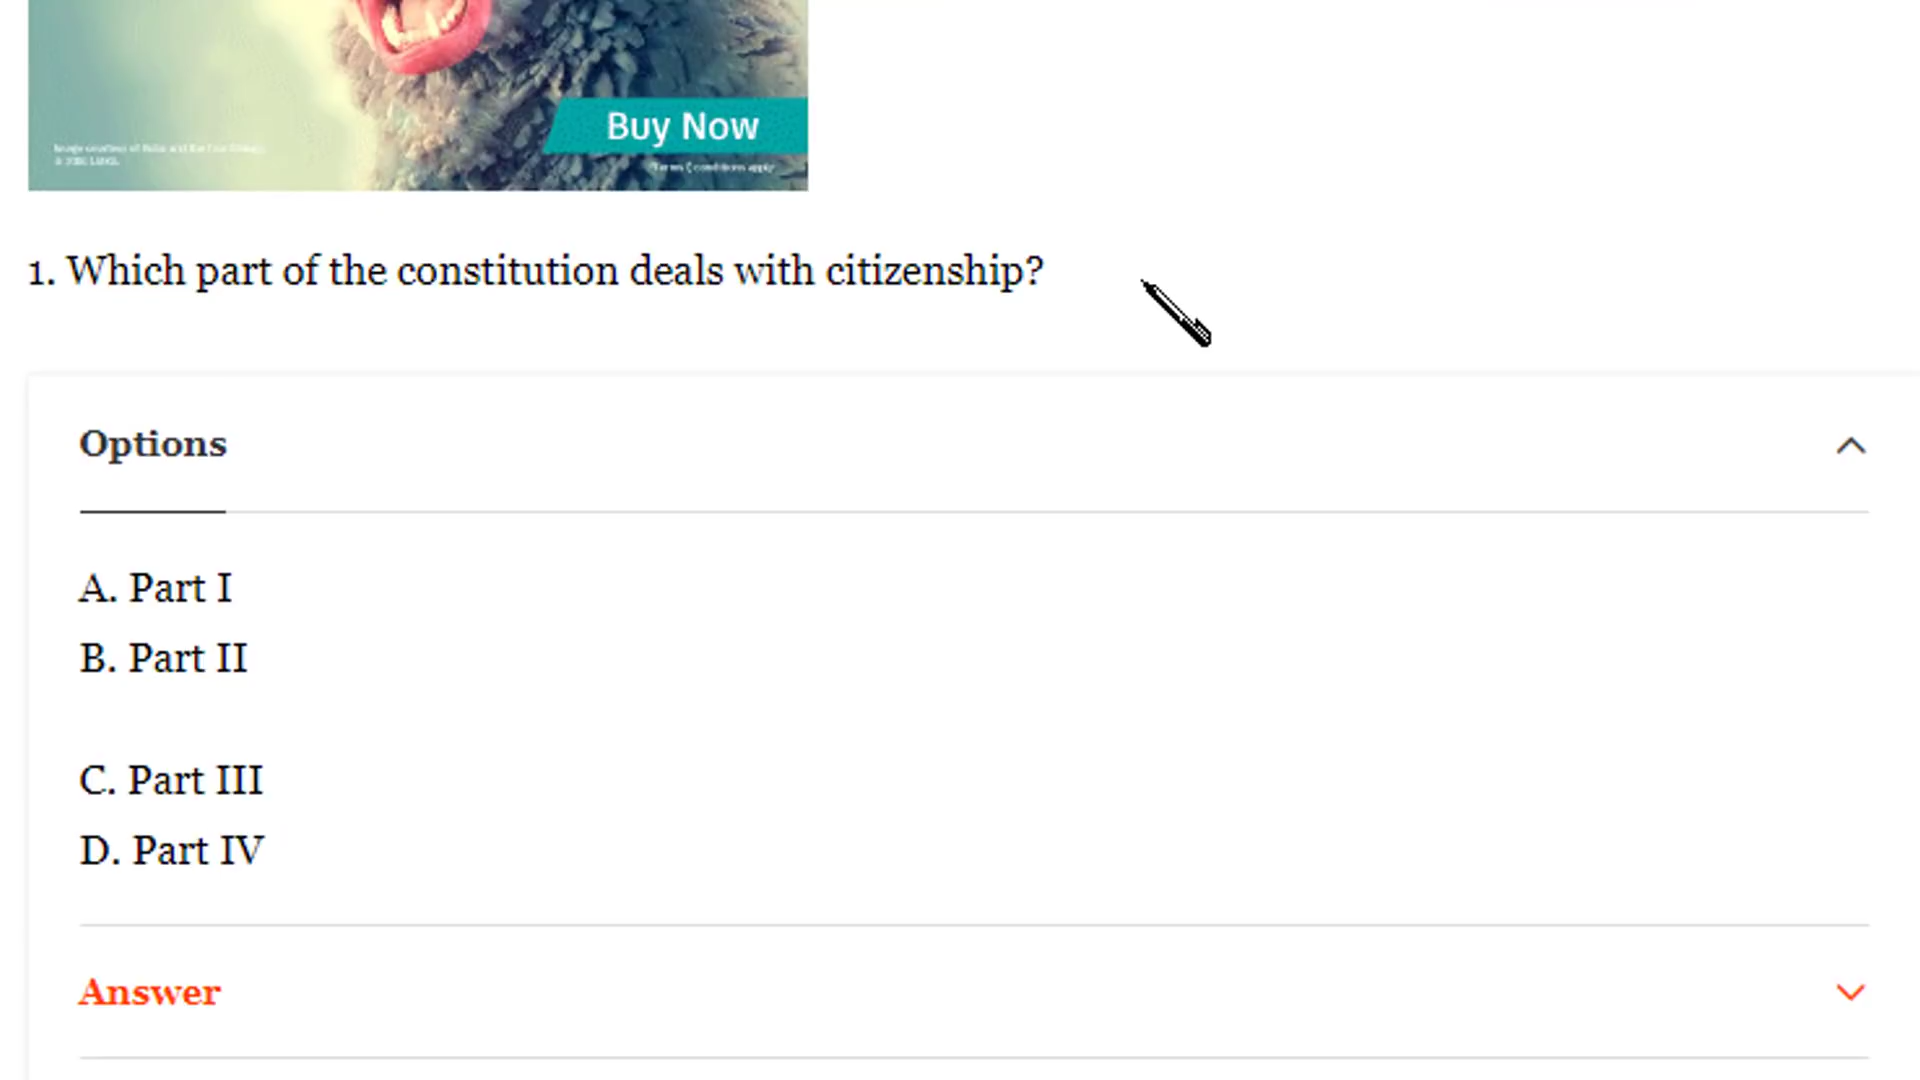 Buy Now
1. Which part of the constitution deals with citizenship?
Options
A. Part I
B. Part II
C. Part III
D. Part IV
Answer